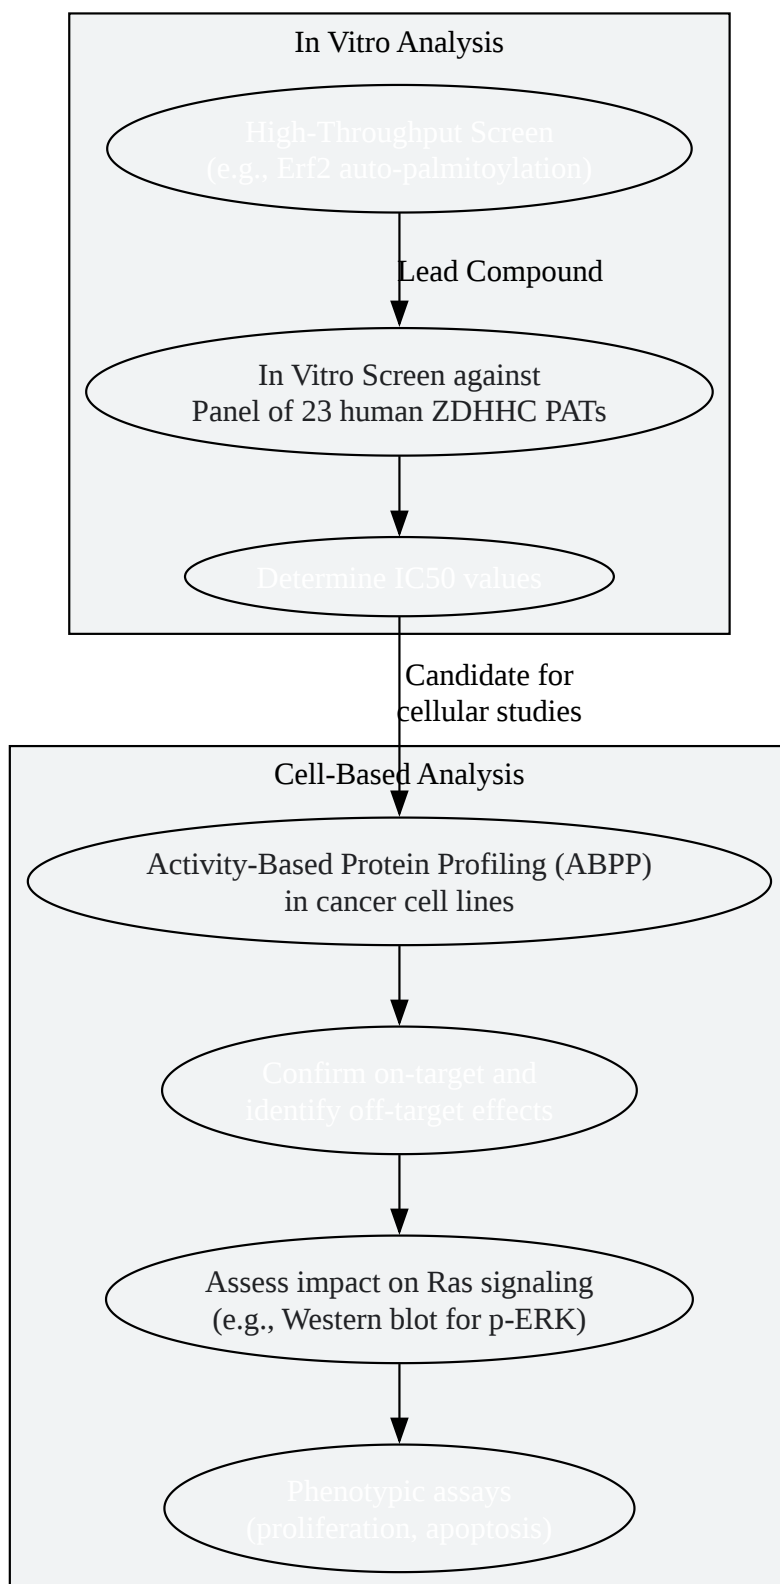 In Vitro Analysis
High-Throughput Screen
(e.g., Erf2 auto-palmitoylation)
Lead Compound
In Vitro Screen against
Panel of 23 human ZDHHC PATs
Determine IC50 values
Candidate for
cellular studies
Cell-Based Analysis
Activity-Based Protein Profiling (ABPP)
in cancer cell lines
Confirm on-target and
identify off-target effects
Assess impact on Ras signaling
(e.g., Western blot for p-ERK)
Phenotypic assays
(proliferation, apoptosis)